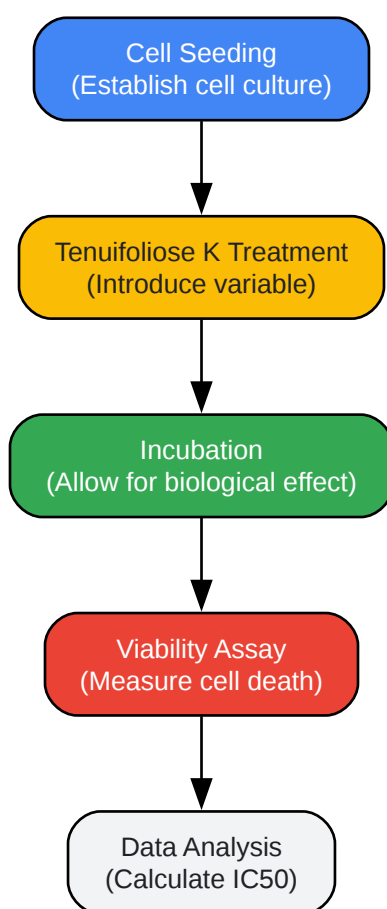 Cell Seeding
(Establish cell culture)
Tenuifoliose K Treatment
(Introduce variable)
Incubation
(Allow for biological effect)
Viability Assay
(Measure cell death)
Data Analysis
(Calculate IC50)